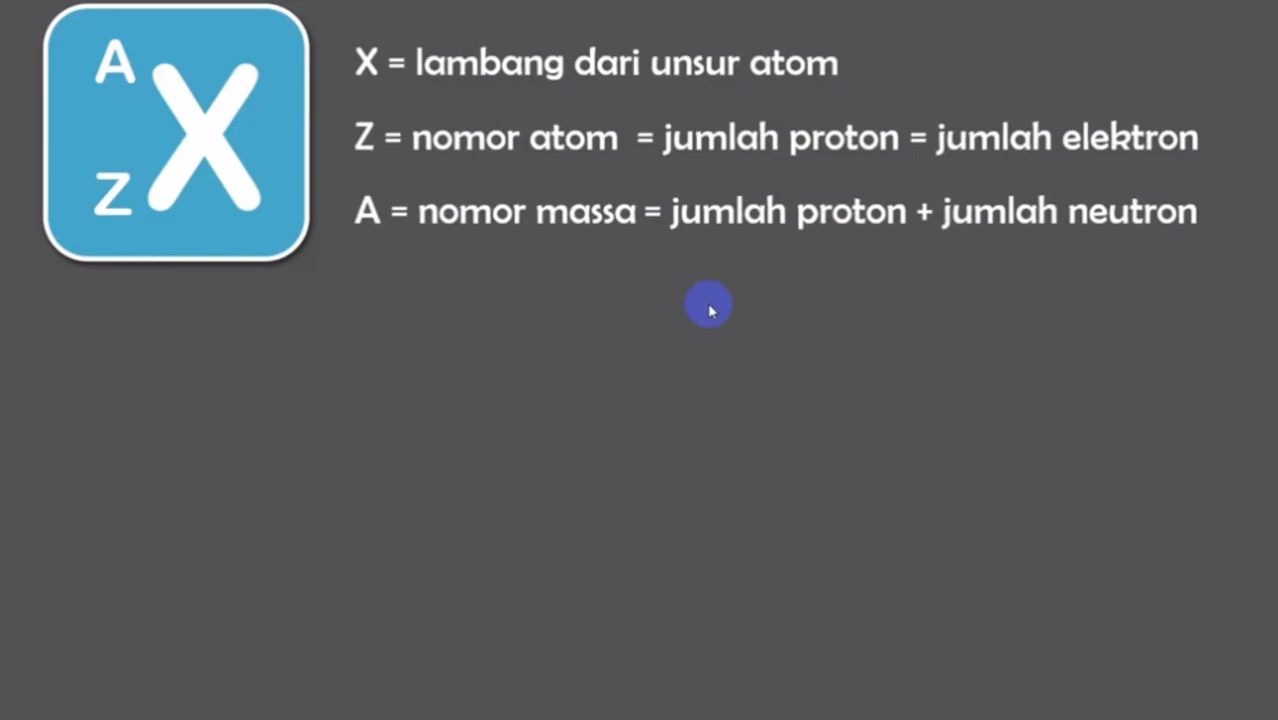 A
X
Z
X = lambang dari unsur atom
Z = nomor atom = jumlah proton = jumlah elektron
A = nomor massa = jumlah proton + jumlah neutron